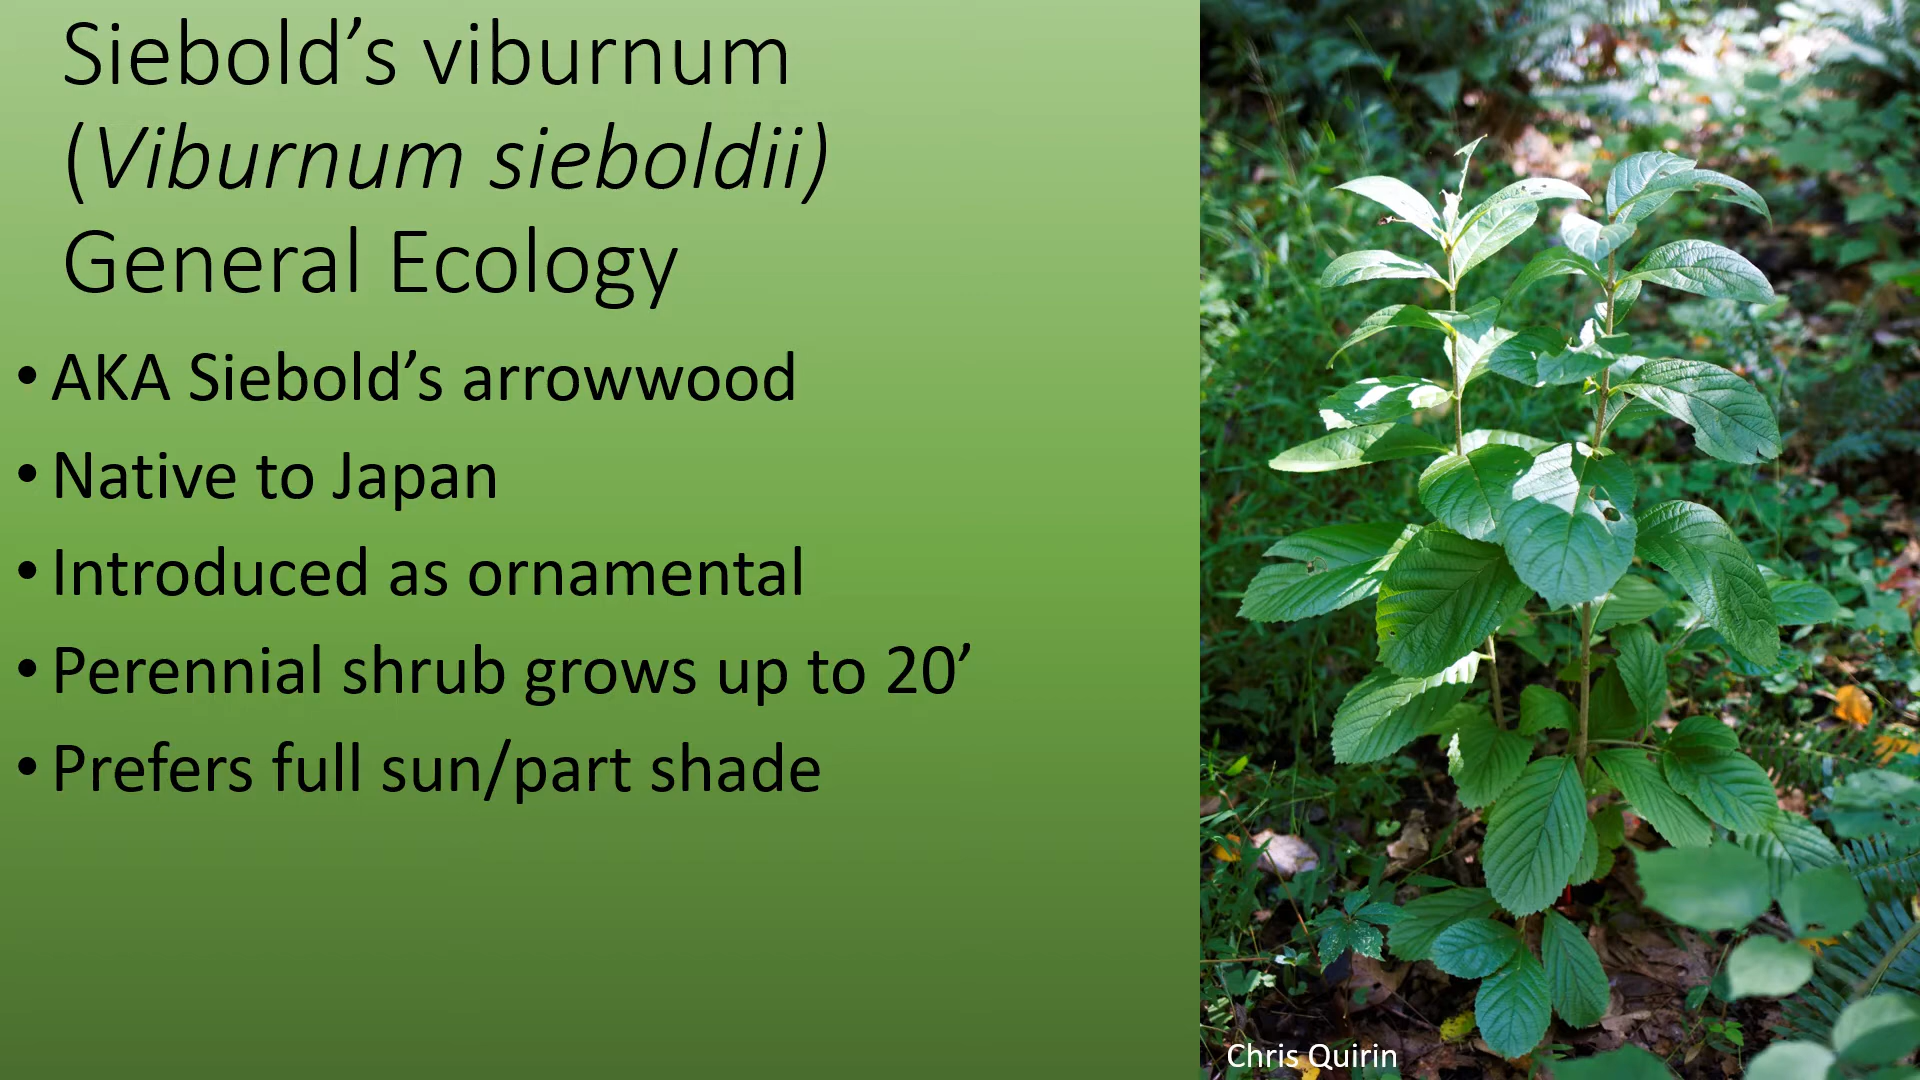 Siebold’s viburnum
(Viburnum sieboldii)
General Ecology
• AKA Siebold’s arrowwood
• Native to Japan
• Introduced as ornamental
• Perennial shrub grows up to 20’
• Prefers full sun/part shade
Chris Quirin